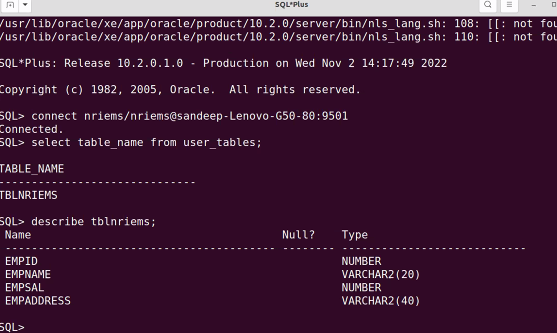 SQL*Plus
/usr/lib/oracle/xe/app/oracle/product/10.2.0/server/bin/nls_lang.sh: 108: [[: not fou
/usr/lib/oracle/xe/app/oracle/product/10.2.0/server/bin/nls_lang.sh: 110: [[: not fou
SQL*Plus: Release 10.2.0.1.0 - Production on Wed Nov 2 14:17:49 2022
Copyright (c) 1982, 2005, Oracle.  All rights reserved.
SQL> connect nriems/nriems@sandeep-Lenovo-G50-80:9501
Connected.
SQL> select table_name from user_tables;
TABLE_NAME
------------------------------
TBLNRIEMS
SQL> describe tblnriems;
Name                                      Null?    Type
----------------------------------------- -------- ----------------------------
EMPID                                              NUMBER
EMPNAME                                            VARCHAR2(20)
EMPSAL                                             NUMBER
EMPADDRESS                                         VARCHAR2(40)
SQL>